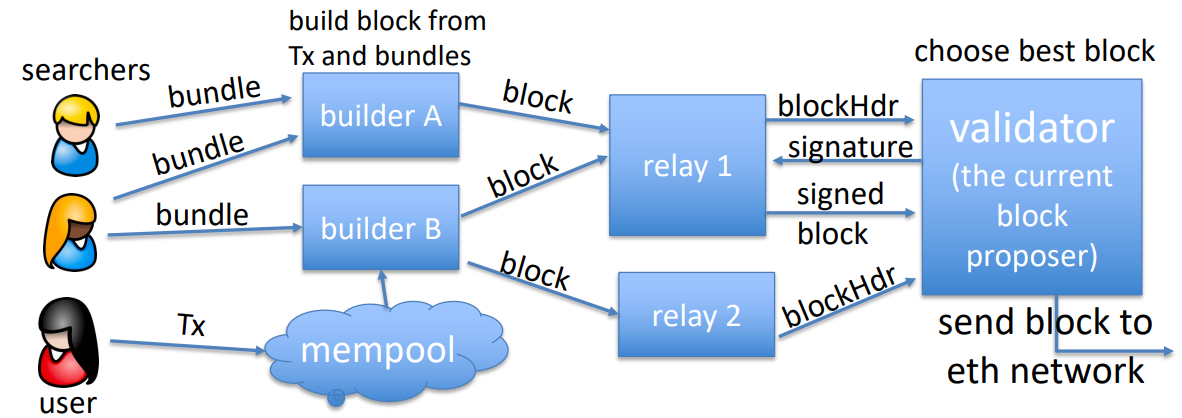 searchers
build block from
Tx and bundles
choose best block
bundle
bundle
bundle
builder A
builder B
block
block
block
relay 1
relay 2
blockHdr
signature
signed
block
blockHdr
validator
(the current
block
proposer)
Tx
mempool
user
send block to
eth network